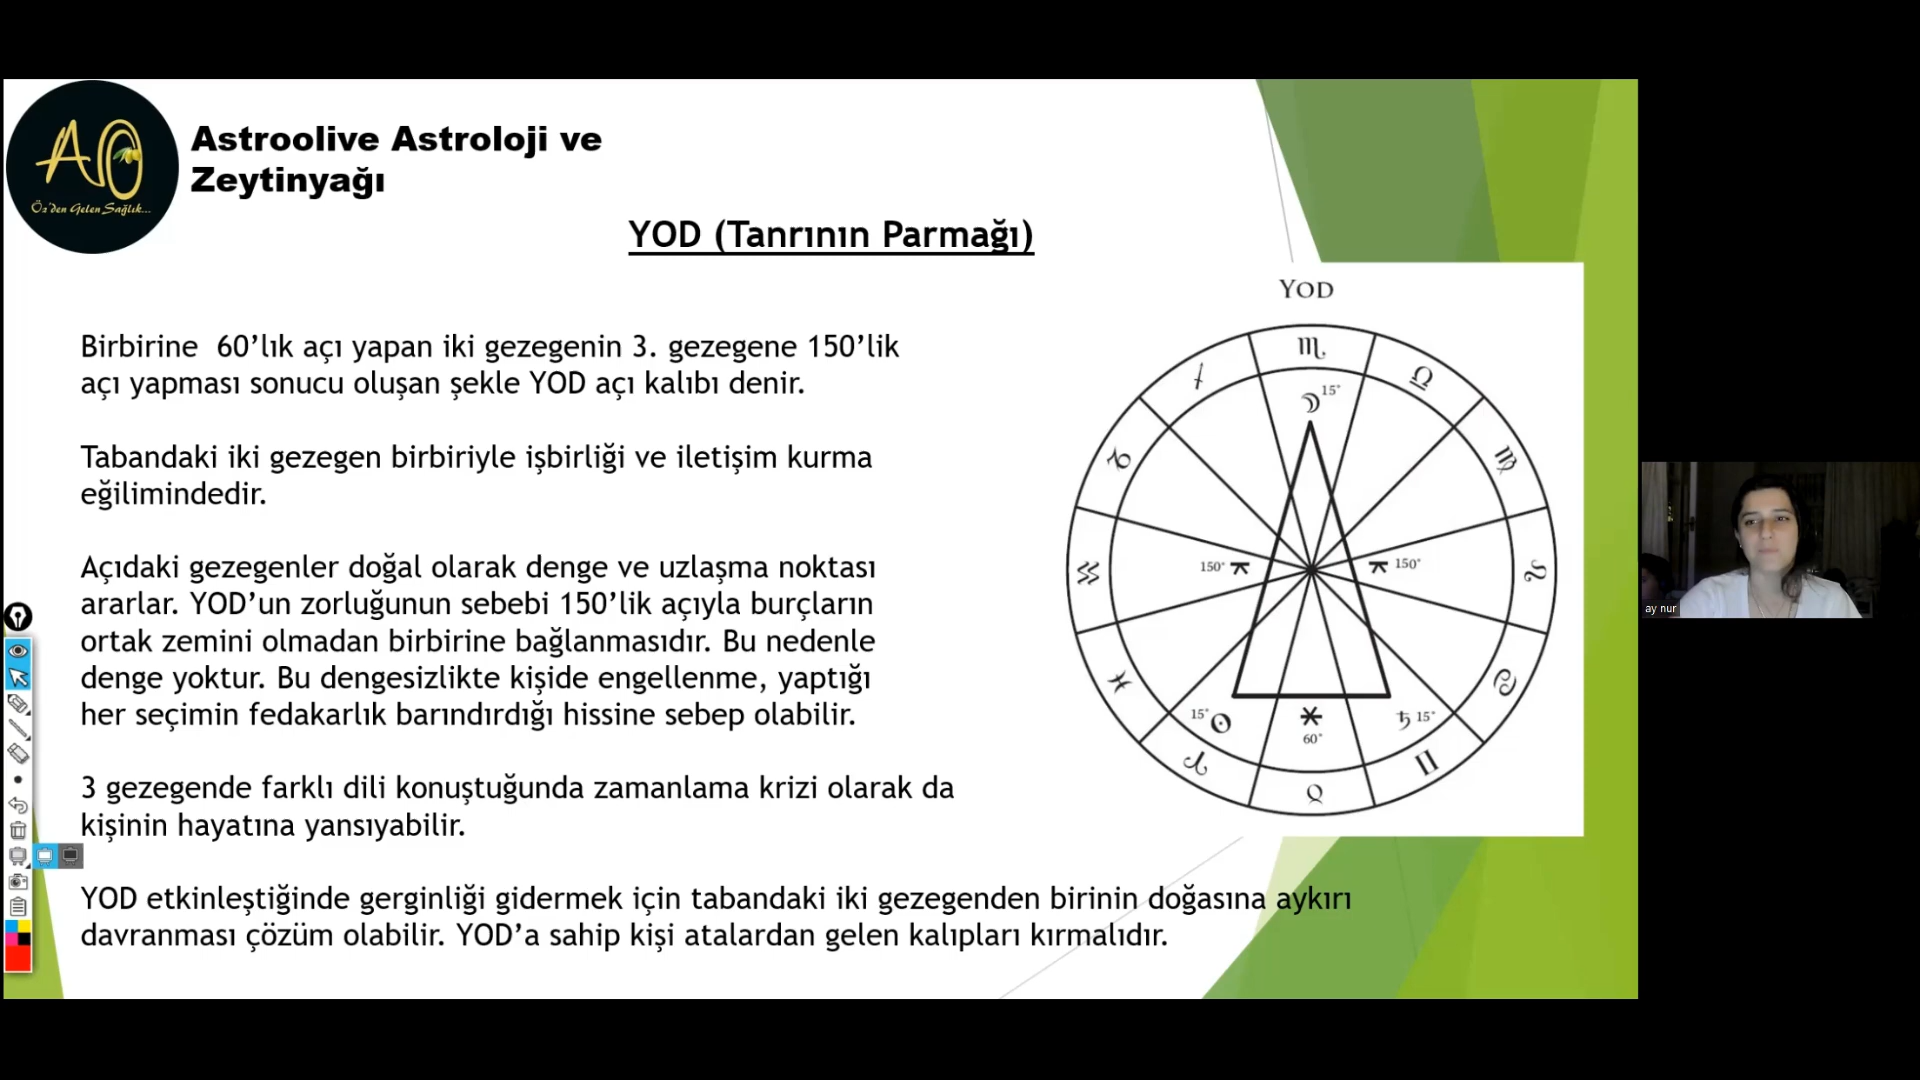 Astroolive Astroloji ve
Zeytinyağı
AO
Öz'den Gelen Sağlık...
YOD (Tanrının Parmağı)
Birbirine  60’lık açı yapan iki gezegenin 3. gezegene 150’lik
açı yapması sonucu oluşan şekle YOD açı kalıbı denir.
Tabandaki iki gezegen birbiriyle işbirliği ve iletişim kurma
eğilimindedir.
Açıdaki gezegenler doğal olarak denge ve uzlaşma noktası
ararlar. YOD’un zorluğunun sebebi 150’lik açıyla burçların
ortak zemini olmadan birbirine bağlanmasıdır. Bu nedenle
denge yoktur. Bu dengesizlikte kişide engellenme, yaptığı
her seçimin fedakarlık barındırdığı hissine sebep olabilir.
3 gezegende farklı dili konuştuğunda zamanlama krizi olarak da
kişinin hayatına yansıyabilir.
YOD etkinleştiğinde gerginliği gidermek için tabandaki iki gezegenden birinin doğasına aykırı
davranması çözüm olabilir. YOD’a sahip kişi atalardan gelen kalıpları kırmalıdır.
YOD
♏
♐
♎
☽ 15°
♑
♍
♒
150° ⚻
⚻ 150°
♌
♓
♋
15° ☉
⚹
♄ 15°
60°
♈
♊
♉
ay nur